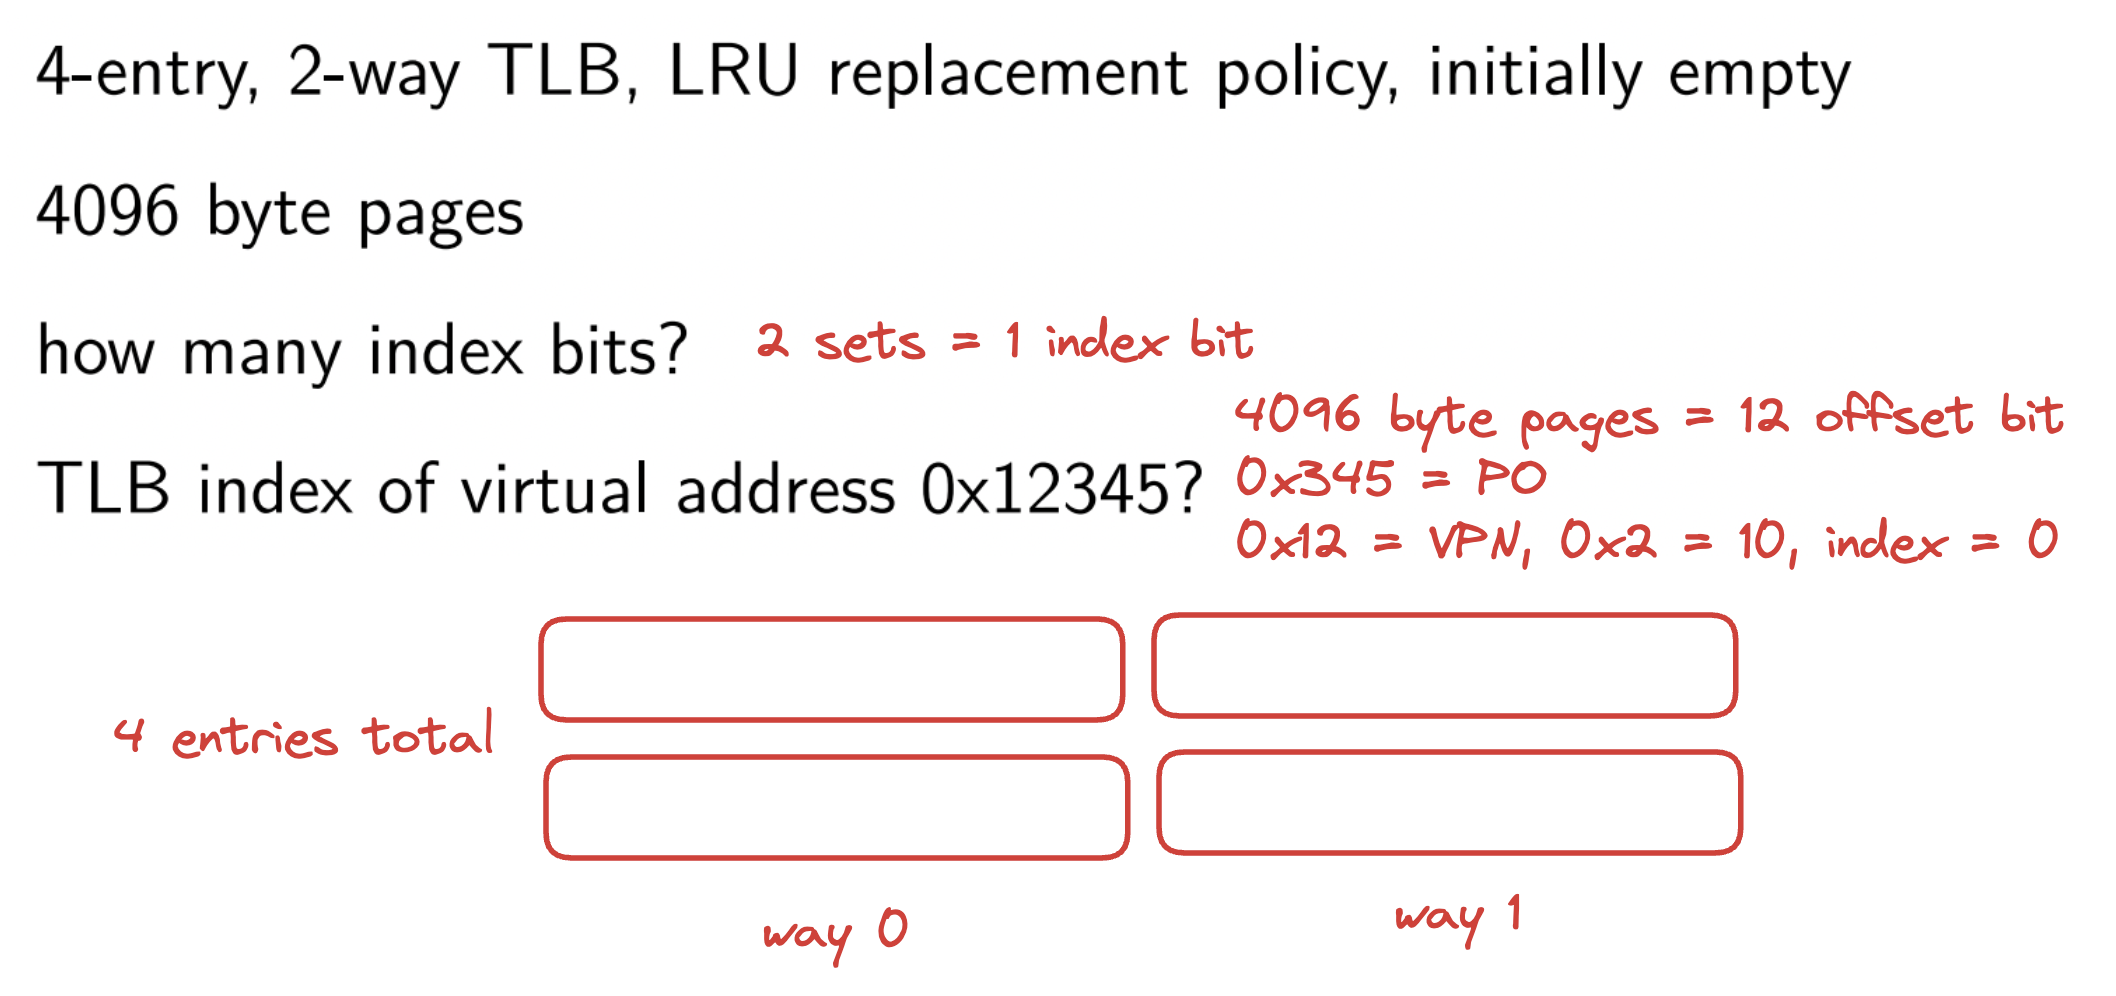 4-entry, 2-way TLB, LRU replacement policy, initially empty
4096 byte pages
how many index bits? 2 sets = 1 index bit
4096 byte pages = 12 offset bit
TLB index of virtual address 0x12345? 0x345 = PO
0x12 = VPN, 0x2 = 10, index = 0
4 entries total
way 0 way 1